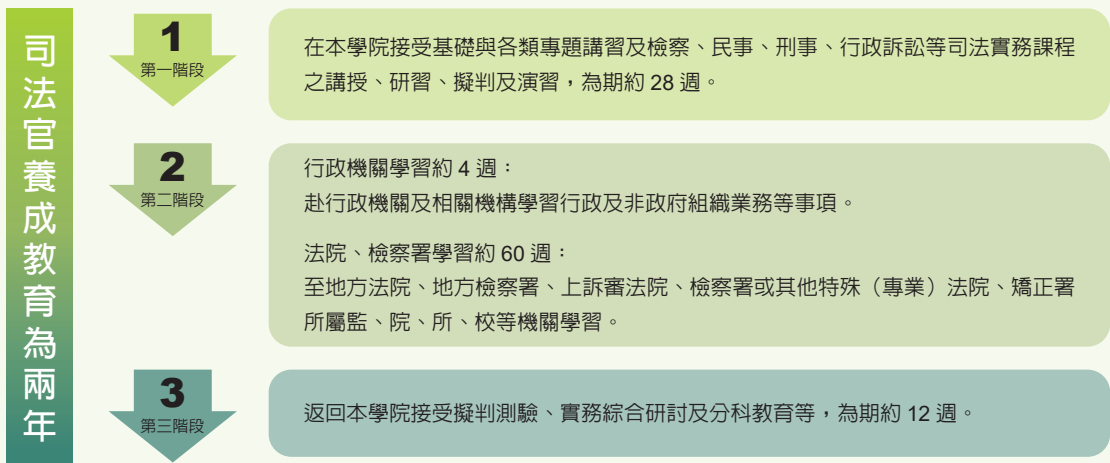 司法官養成教育為兩年
1
第一階段
在本學院接受基礎與各類專題講習及檢察、民事、刑事、行政訴訟等司法實務課程
之講授、研習、擬判及演習，為期約 28 週。
2
第二階段
行政機關學習約 4 週：
赴行政機關及相關機構學習行政及非政府組織業務等事項。
法院、檢察署學習約 60 週：
至地方法院、地方檢察署、上訴審法院、檢察署或其他特殊（專業）法院、矯正署
所屬監、院、所、校等機關學習。
3
第三階段
返回本學院接受擬判測驗、實務綜合研討及分科教育等，為期約 12 週。